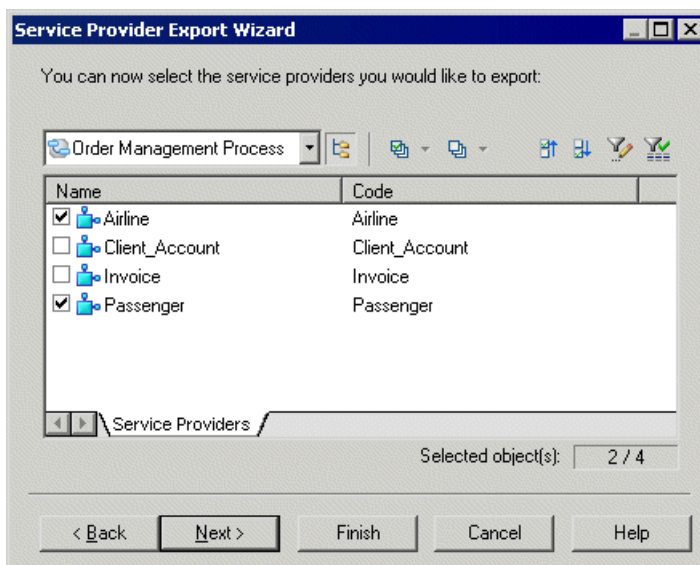 Service Provider Export Wizard
You can now select the service providers you would like to export:
Order Management Process
Name Code
Airline Airline
Client_Account Client_Account
Invoice Invoice
Passenger Passenger
Service Providers
Selected object(s): 2 / 4
< Back Next > Finish Cancel Help